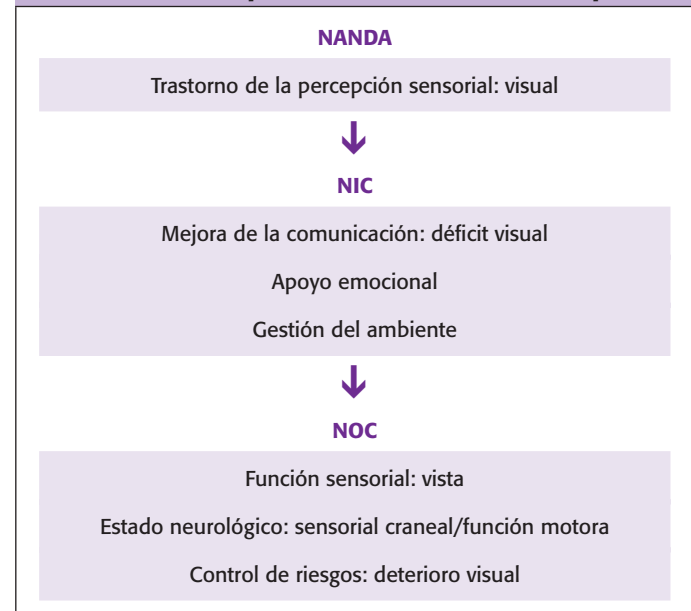 NANDA
Trastorno de la percepción sensorial: visual
NIC
Mejora de la comunicación: déficit visual
Apoyo emocional
Gestión del ambiente
NOC
Función sensorial: vista
Estado neurológico: sensorial craneal/función motora
Control de riesgos: deterioro visual